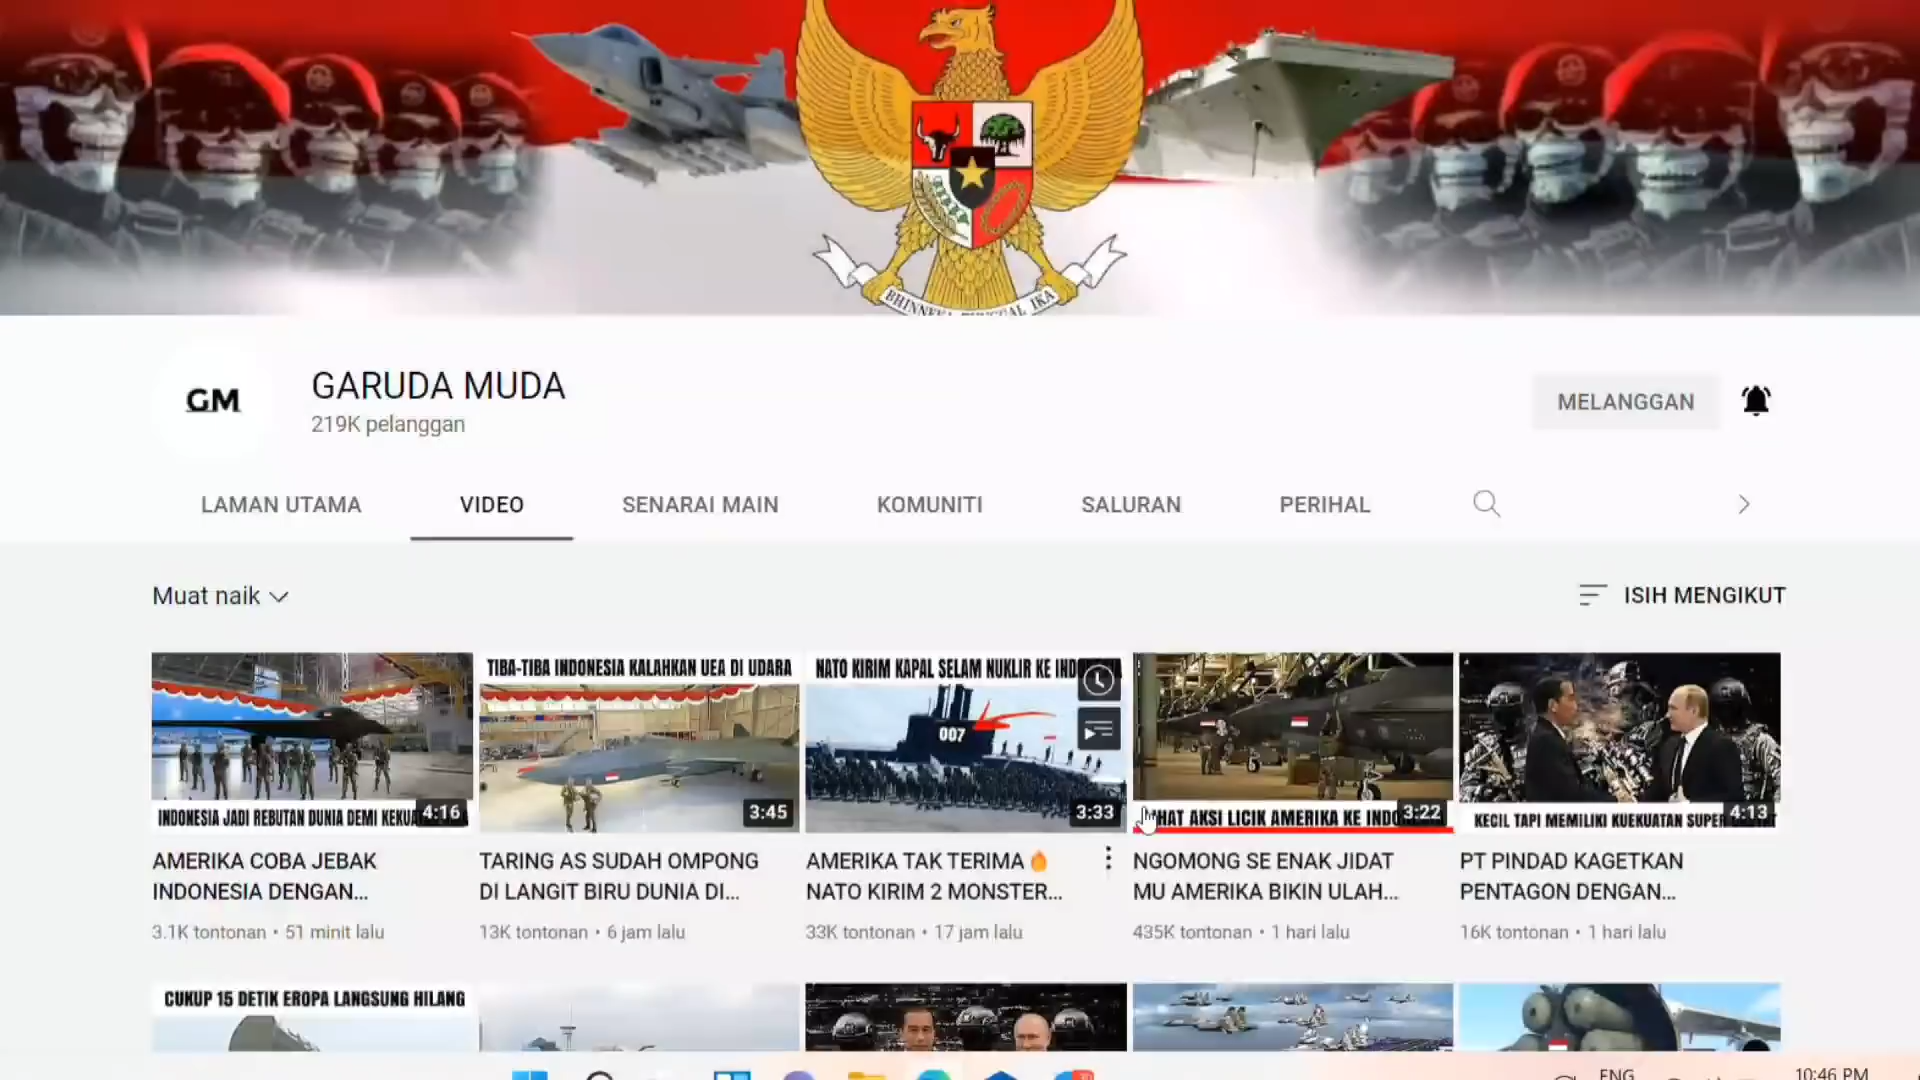 BHINNEKA TUNGGAL IKA
GM
GARUDA MUDA
219K pelanggan
MELANGGAN
LAMAN UTAMA
VIDEO
SENARAI MAIN
KOMUNITI
SALURAN
PERIHAL
Muat naik
ISIH MENGIKUT
INDONESIA JADI REBUTAN DUNIA DEMI
4:16
AMERIKA COBA JEBAK
INDONESIA DENGAN...
3.1K tontonan • 51 minit lalu
TIBA-TIBA INDONESIA KALAHKAN UEA DI UDARA
3:45
TARING AS SUDAH OMPONG
DI LANGIT BIRU DUNIA DI...
13K tontonan • 6 jam lalu
NATO KIRIM KAPAL SELAM NUKLIR KE
007
3:33
AMERIKA TAK TERIMA🔥
NATO KIRIM 2 MONSTER...
33K tontonan • 17 jam lalu
AKSI LICIK AMERIKA KE
3:22
NGOMONG SE ENAK JIDAT
MU AMERIKA BIKIN ULAH...
435K tontonan • 1 hari lalu
KECIL TAPI MEMILIKI KUEKUATAN SUPER
4:13
PT PINDAD KAGETKAN
PENTAGON DENGAN...
16K tontonan • 1 hari lalu
CUKUP 15 DETIK EROPA LANGSUNG HILANG
ENG
10:46 PM